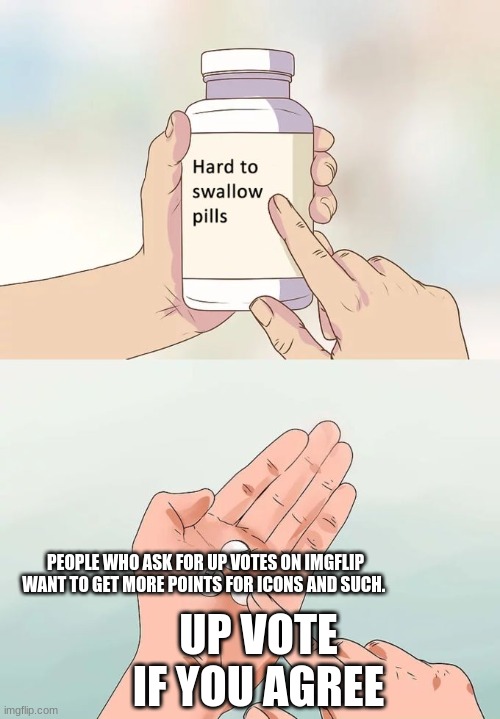 Hard to
swallow
pills
PEOPLE WHO ASK FOR UP VOTES ON IMGFLIP
WANT TO GET MORE POINTS FOR ICONS AND SUCH.
UP VOTE
IF YOU AGREE
imgflip.com